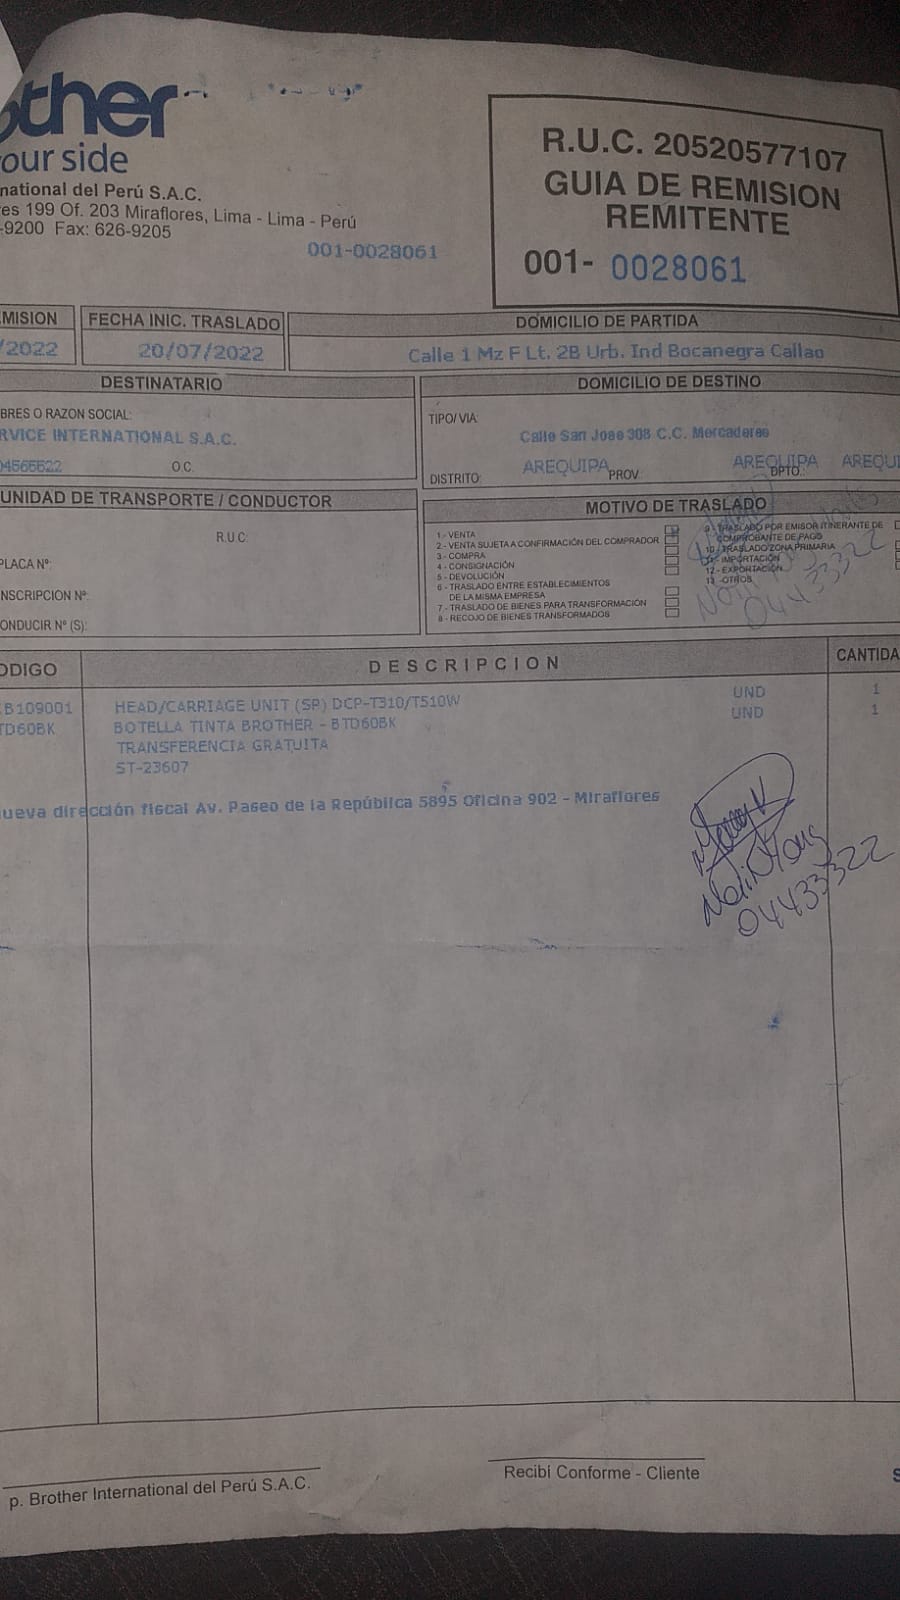 other
our side
national del Perú S.A.C.
res 199 Of. 203 Miraflores, Lima - Lima - Perú
-9200 Fax: 626-9205
001-0028061
R.U.C. 20520577107
GUIA DE REMISION
REMITENTE
001- 0028061
MISION
/2022
FECHA INIC. TRASLADO
20/07/2022
DOMICILIO DE PARTIDA
Calle 1 Mz F Lt. 2B Urb. Ind Bocanegra Callao
DESTINATARIO
BRES O RAZON SOCIAL:
RVICE INTERNATIONAL S.A.C.
04565622 O.C.
DOMICILIO DE DESTINO
TIPO/ VIA:
Calle San Jose 308 C.C. Mercaderes
DISTRITO: AREQUIPA PROV: AREQUIPA DPTO.: AREQUI
UNIDAD DE TRANSPORTE / CONDUCTOR
R.U.C:
PLACA Nº:
NSCRIPCION Nº:
ONDUCIR Nº (S):
MOTIVO DE TRASLADO
1.- VENTA
2.- VENTA SUJETA A CONFIRMACIÓN DEL COMPRADOR
3.- COMPRA
4 - CONSIGNACIÓN
5 - DEVOLUCIÓN
6 - TRASLADO ENTRE ESTABLECIMIENTOS
DE LA MISMA EMPRESA
7.- TRASLADO DE BIENES PARA TRANSFORMACIÓN
8 - RECOJO DE BIENES TRANSFORMADOS
9 - TRASLADO POR EMISOR ITINERANTE DE
COMPROBANTE DE PAGO
10 - TRASLADO ZONA PRIMARIA
11 - IMPORTACIÓN
12 - EXPORTACIÓN
13 - OTROS
04433322
ODIGO DESCRIPCION CANTIDA
B109001 HEAD/CARRIAGE UNIT (SP) DCP-T310/T510W UND 1
TD60BK BOTELLA TINTA BROTHER - BTD60BK UND 1
TRANSFERENCIA GRATUITA
ST-23607
ueva dirección fiscal Av. Paseo de la República 5895 Oficina 902 - Miraflores
04433322
p. Brother International del Perú S.A.C.
Recibí Conforme - Cliente
S